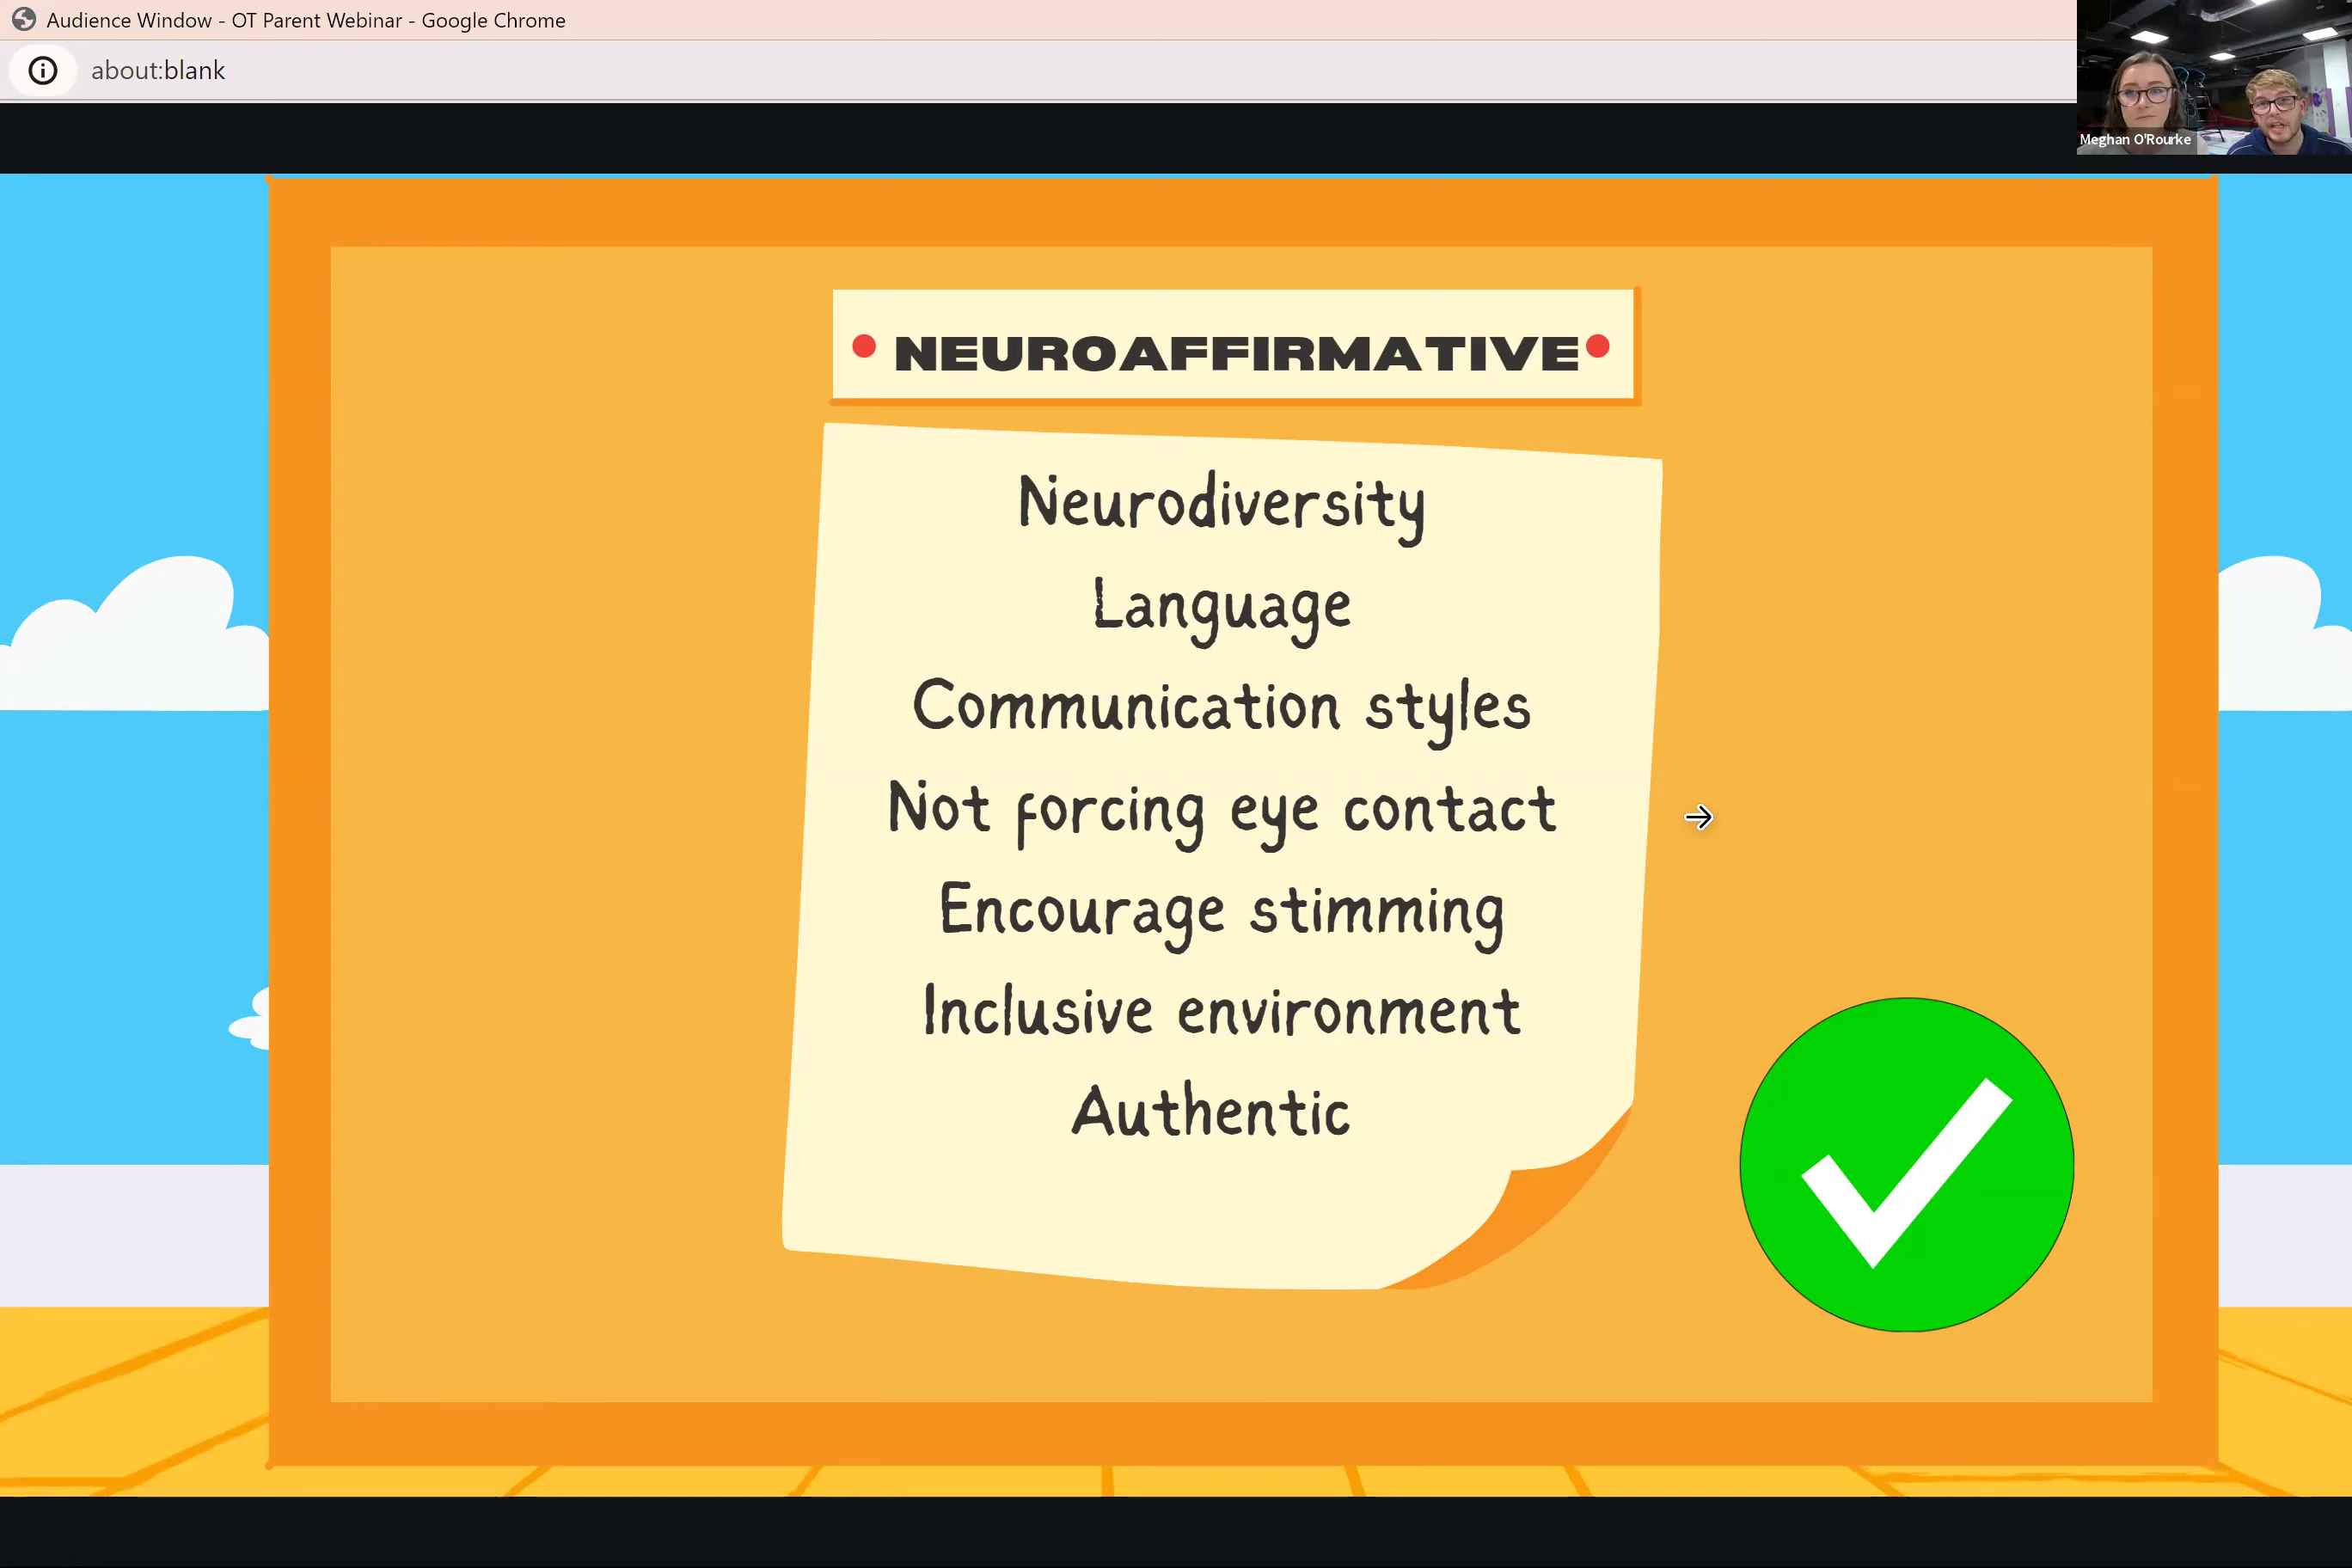 Audience Window - OT Parent Webinar - Google Chrome
about:blank
Meghan O'Rourke
NEUROAFFIRMATIVE
Neurodiversity
Language
Communication styles
Not forcing eye contact
Encourage stimming
Inclusive environment
Authentic